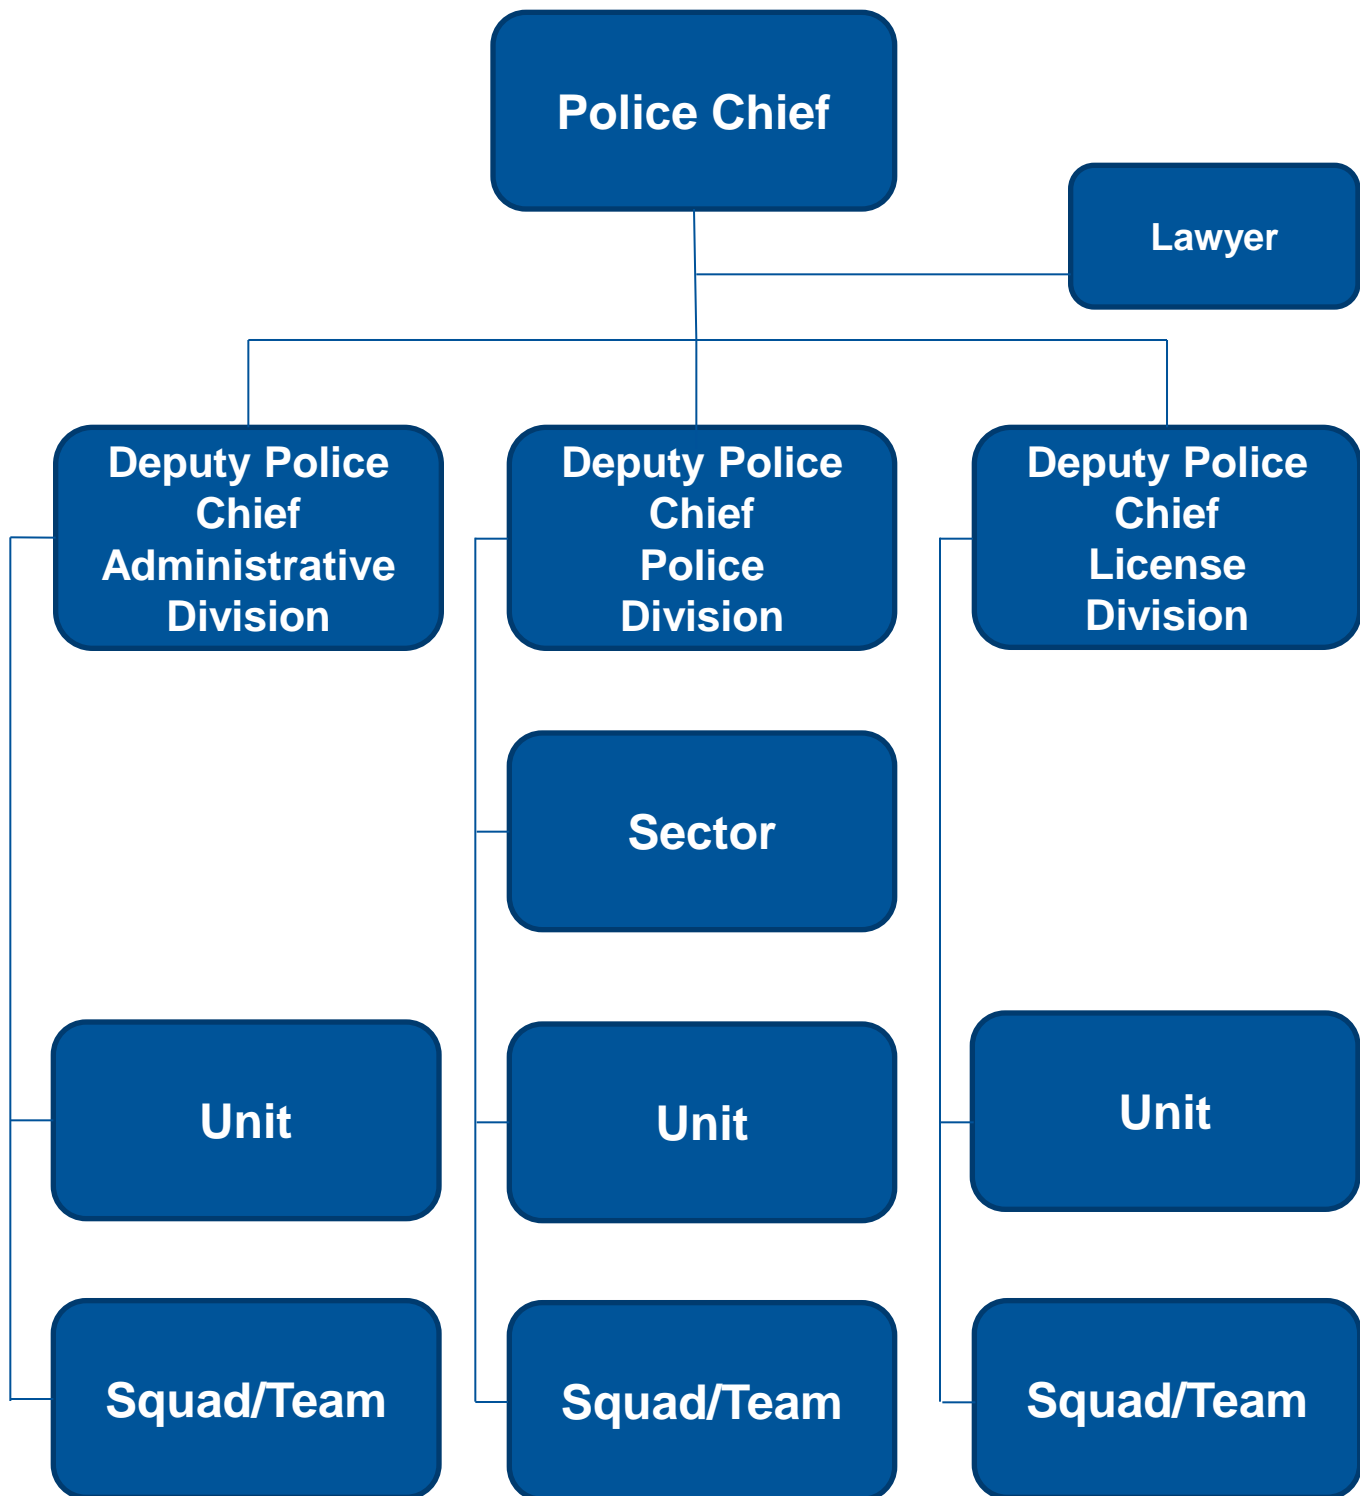 Police Chief
Lawyer
Deputy Police
Chief
Administrative
Division
Deputy Police
Chief
Police
Division
Deputy Police
Chief
License
Division
Sector
Unit
Unit
Unit
Squad/Team
Squad/Team
Squad/Team